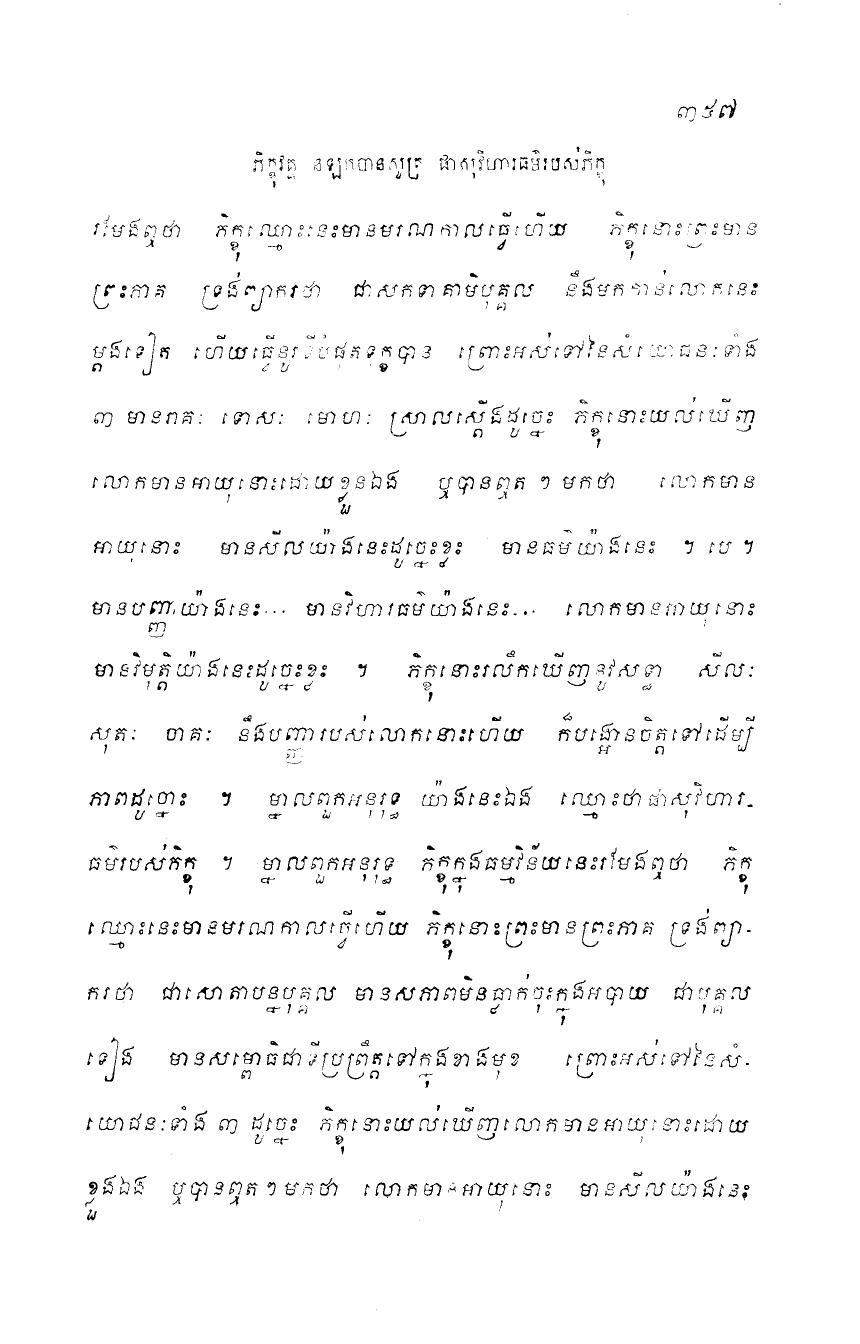 ៣៩៧
ភិក្ខុវគ្គ នឡកបានសូត្រ ផាសុវិហារធម៌របស់ភិក្ខុ
រមែងឮថា ភិក្ខុឈ្មោះនេះមានមរណកាលធ្វើហើយ ភិក្ខុនោះព្រះមាន
ព្រះភាគ ទ្រង់ព្យាករថា ជាសកទាគាមិបុគ្គល នឹងមកកាន់លោកនេះ
ម្តងទៀត ហើយធ្វើនូវទីបំផុតទុក្ខបាន ព្រោះអស់ទៅនៃសំយោជនៈទាំង
៣ មានរាគៈ ទោសៈ មោហៈ ស្រាលស្តើងដូច្នេះ ភិក្ខុនោះយល់ឃើញ
លោកមានអាយុនោះដោយខ្លួនឯង ឬបានឮតៗមកថា លោកមាន
អាយុនោះ មានសីលយ៉ាងនេះដូច្នេះខ្លះ មានធម៌យ៉ាងនេះ ។ បេ ។
មានបញ្ញាយ៉ាងនេះ... មានវិហារធម៌យ៉ាងនេះ... លោកមានអាយុនោះ
មានវិមុត្តិយ៉ាងនេះដូច្នេះខ្លះ ។ ភិក្ខុនោះរលឹកឃើញនូវសទ្ធា សីលៈ
សុតៈ ចាគៈ នឹងបញ្ញារបស់លោកនោះហើយ ក៏បង្អោនចិត្តទៅដើម្បី
ភាពដូច្នោះ ។ ម្នាលពួកអនុរុទ្ធ យ៉ាងនេះឯង ឈ្មោះថាផាសុវិហារ-
ធម៌របស់ភិក្ខុ ។ ម្នាលពួកអនុរុទ្ធ ភិក្ខុក្នុងធម្មវិន័យនេះរមែងឮថា ភិក្ខុ
ឈ្មោះនេះមានមរណកាលធ្វើហើយ ភិក្ខុនោះព្រះមានព្រះភាគ ទ្រង់ព្យា-
ករថា ជាសោតាបន្នបុគ្គល មានសភាពមិនធ្លាក់ចុះក្នុងអបាយ ជាបុគ្គល
ទៀង មានសម្ពោធិជាទីប្រព្រឹត្តទៅក្នុងខាងមុខ ព្រោះអស់ទៅនៃសំ-
យោជនៈទាំង ៣ ដូច្នេះ ភិក្ខុនោះយល់ឃើញលោកមានអាយុនោះដោយ
ខ្លួនឯង ឬបានឮតៗមកថា លោកមានអាយុនោះ មានសីលយ៉ាងនេះ